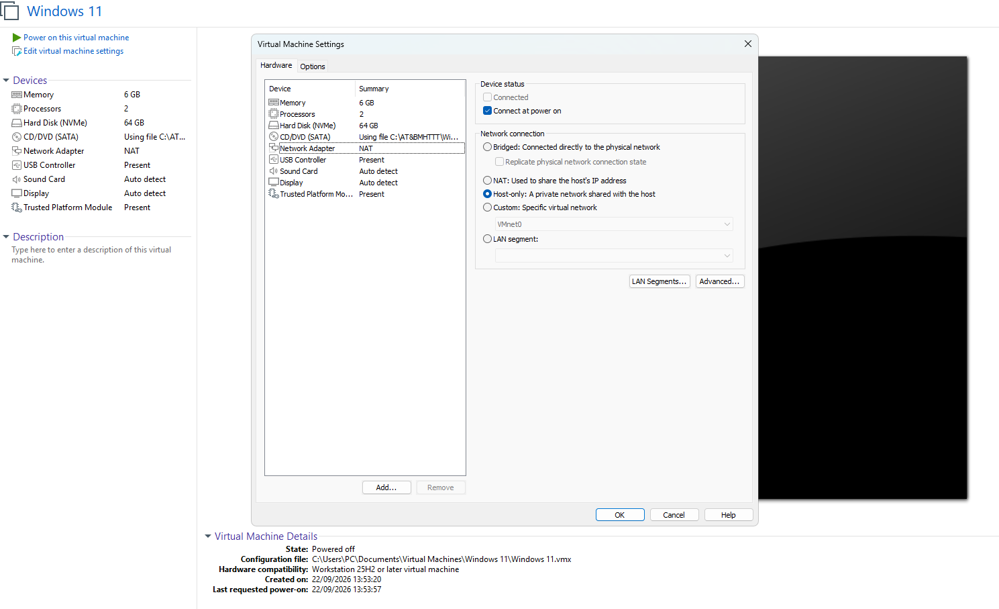 Windows 11
Power on this virtual machine
Edit virtual machine settings
Devices
Memory 6 GB
Processors 2
Hard Disk (NVMe) 64 GB
CD/DVD (SATA) Using file C:\AT...
Network Adapter NAT
USB Controller Present
Sound Card Auto detect
Display Auto detect
Trusted Platform Module Present
Description
Type here to enter a description of this virtual
machine.
Virtual Machine Settings
Hardware
Options
Device Summary
Memory 6 GB
Processors 2
Hard Disk (NVMe) 64 GB
CD/DVD (SATA) Using file C:\AT&BMHTTT\Wi...
Network Adapter NAT
USB Controller Present
Sound Card Auto detect
Display Auto detect
Trusted Platform Mo... Present
Add...
Remove
Device status
Connected
Connect at power on
Network connection
Bridged: Connected directly to the physical network
Replicate physical network connection state
NAT: Used to share the host's IP address
Host-only: A private network shared with the host
Custom: Specific virtual network
VMnet0
LAN segment:
LAN Segments...
Advanced...
OK
Cancel
Help
Virtual Machine Details
State: Powered off
Configuration file: C:\Users\PC\Documents\Virtual Machines\Windows 11\Windows 11.vmx
Hardware compatibility: Workstation 25H2 or later virtual machine
Created on: 22/09/2026 13:53:20
Last requested power-on: 22/09/2026 13:53:57